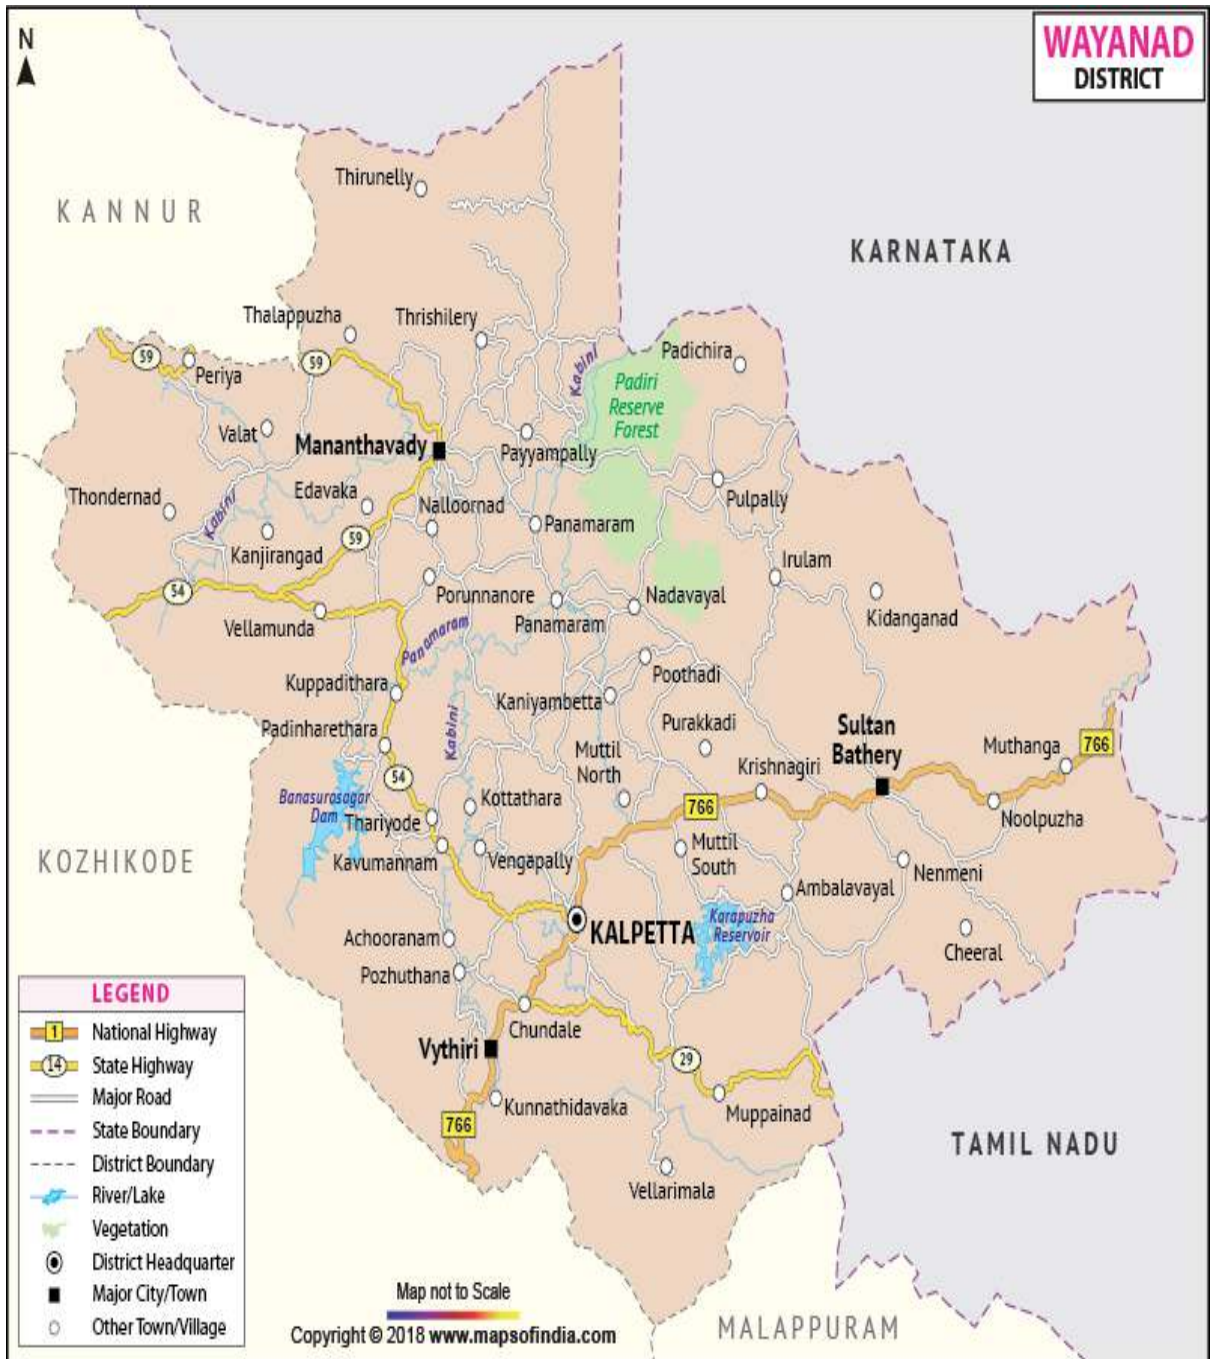 N
WAYANAD
DISTRICT
Thirunelly
KANNUR
KARNATAKA
Thalappuzha
Thrishilery
59
Periya
59
Kabini
Padiri
Reserve
Forest
Padichira
Valat
Mananthavady
Payyampally
Thondernad
Kabini
Edavaka
Nalloornad
Panamaram
Pulpally
Kanjirangad
59
Irulam
54
Porunnanore
Nadavayal
Kidanganad
Vellamunda
Panamaram
Panamaram
Kuppadithara
Kaniyambetta
Poothadi
Padinharethara
Kabini
Purakkadi
Sultan
Bathery
Muttil
North
Krishnagiri
Muthanga
766
54
Banasurasagar
Dam
Kottathara
766
Thariyode
Noolpuzha
Kavumannam
Vengapally
Muttil
South
Nenmeni
KOZHIKODE
Ambalavayal
Achooranam
KALPETTA
Karapuzha
Reservoir
Cheeral
Pozhuthana
Chundale
Vythiri
29
Kunnathidavaka
Muppainad
766
TAMIL NADU
Vellarimala
LEGEND
1 National Highway
14 State Highway
Major Road
State Boundary
District Boundary
River/Lake
Vegetation
District Headquarter
Major City/Town
Other Town/Village
Map not to Scale
Copyright © 2018 www.mapsofindia.com
MALAPPURAM